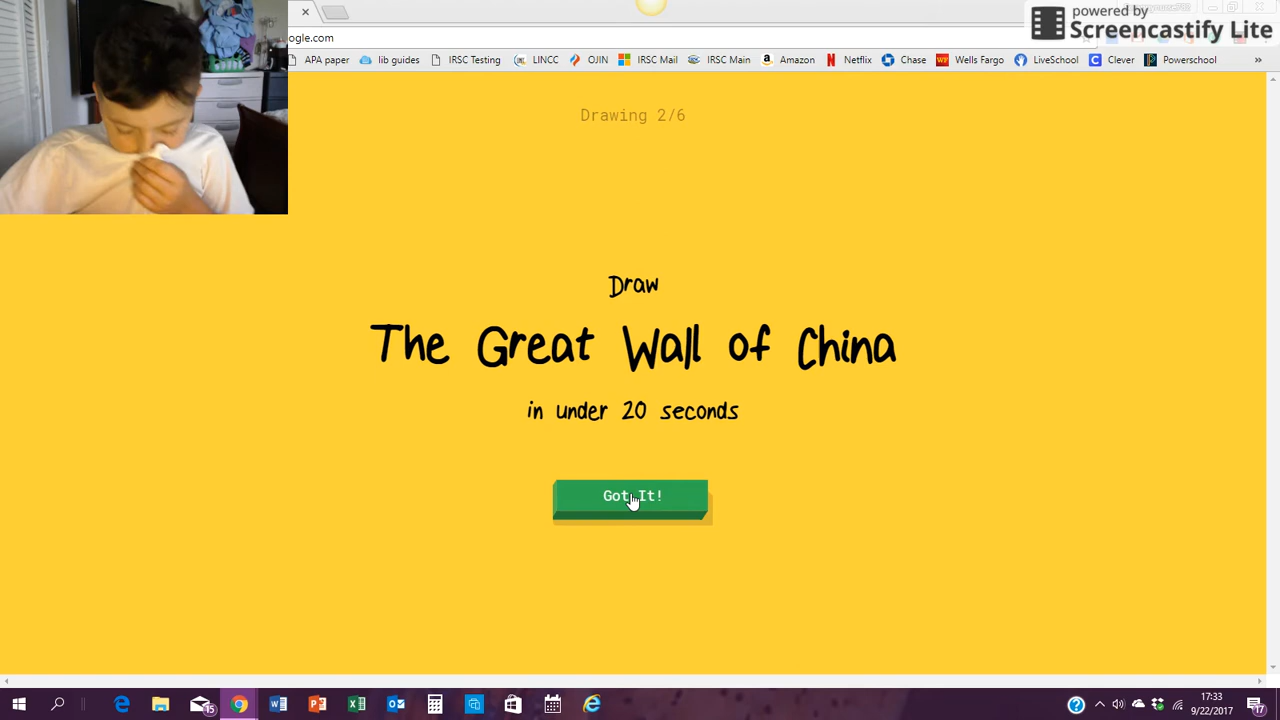 powered by
Screencastify Lite
ogle.com
APA paper
lib guides
IRSC Testing
LINCC
OJIN
IRSC Mail
IRSC Main
Amazon
Netflix
Chase
Wells Fargo
LiveSchool
Clever
Powerschool
Drawing 2/6
Draw
The Great Wall of China
in under 20 seconds
Got It!
15
17:33
9/22/2017
17